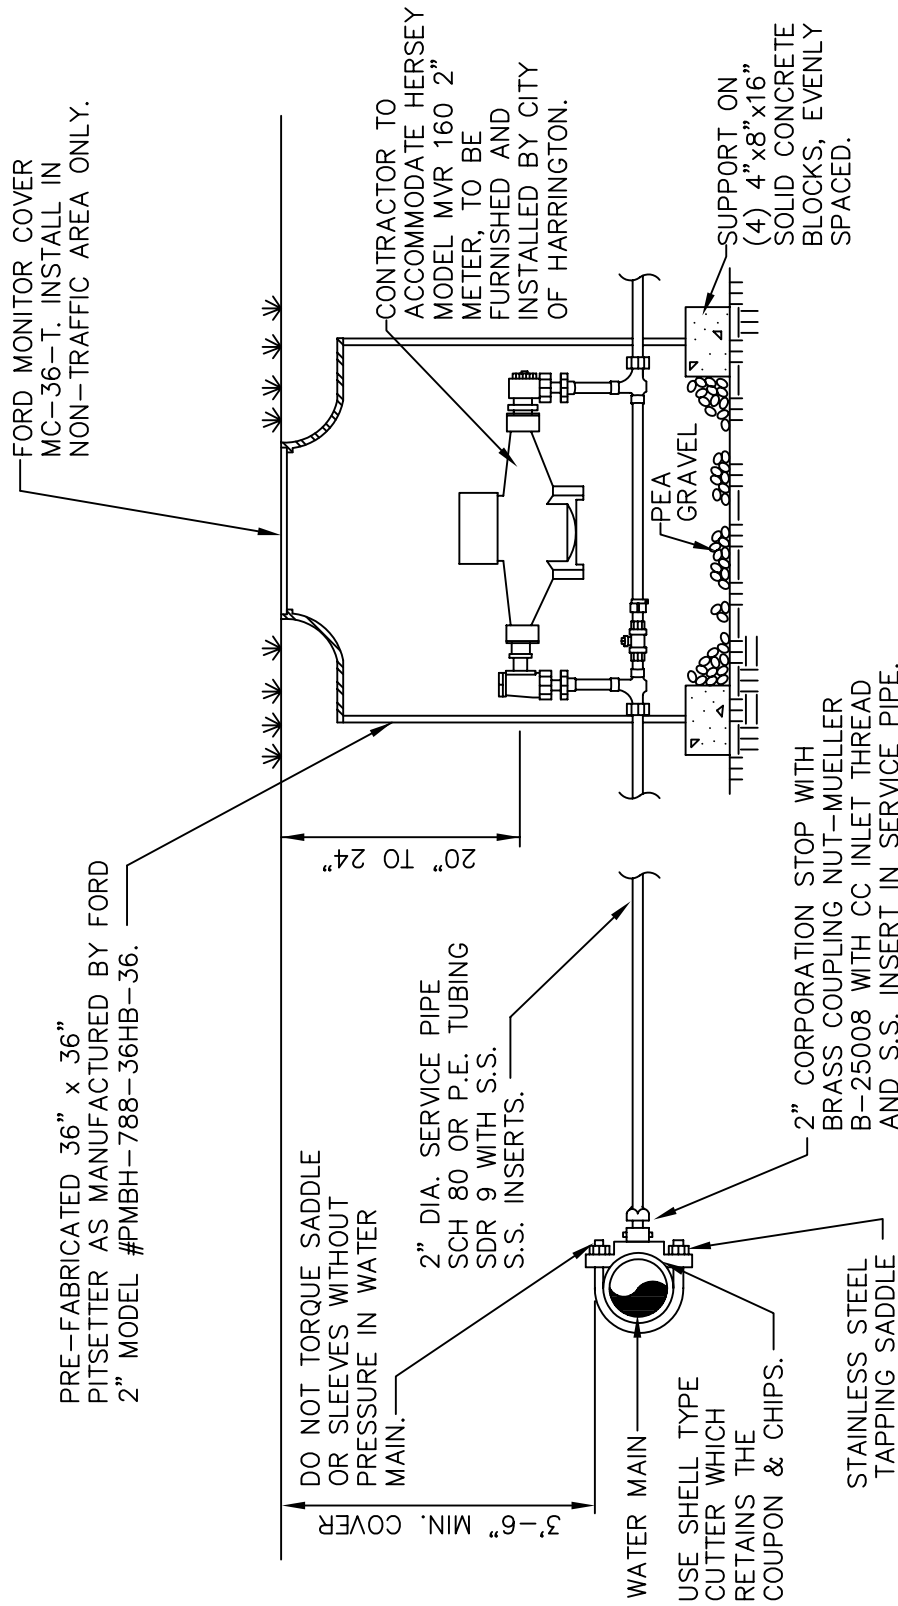 FORD MONITOR COVER
MC-36-T. INSTALL IN
NON-TRAFFIC AREA ONLY.
PRE-FABRICATED 36" x 36"
PITSETTER AS MANUFACTURED BY FORD
2" MODEL #PMBH-788-36HB-36.
CONTRACTOR TO
ACCOMMODATE HERSEY
MODEL MVR 160 2"
METER, TO BE
FURNISHED AND
INSTALLED BY CITY
OF HARRINGTON.
DO NOT TORQUE SADDLE
OR SLEEVES WITHOUT
PRESSURE IN WATER
MAIN.
3'-6" MIN. COVER
20" TO 24"
2" DIA. SERVICE PIPE
SCH 80 OR P.E. TUBING
SDR 9 WITH S.S.
S.S. INSERTS.
PEA
GRAVEL
SUPPORT ON
(4) 4"x8"x16"
SOLID CONCRETE
BLOCKS, EVENLY
SPACED.
WATER MAIN
USE SHELL TYPE
CUTTER WHICH
RETAINS THE
COUPON & CHIPS.
STAINLESS STEEL
TAPPING SADDLE
2" CORPORATION STOP WITH
BRASS COUPLING NUT-MUELLER
B-25008 WITH CC INLET THREAD
AND S.S. INSERT IN SERVICE PIPE.